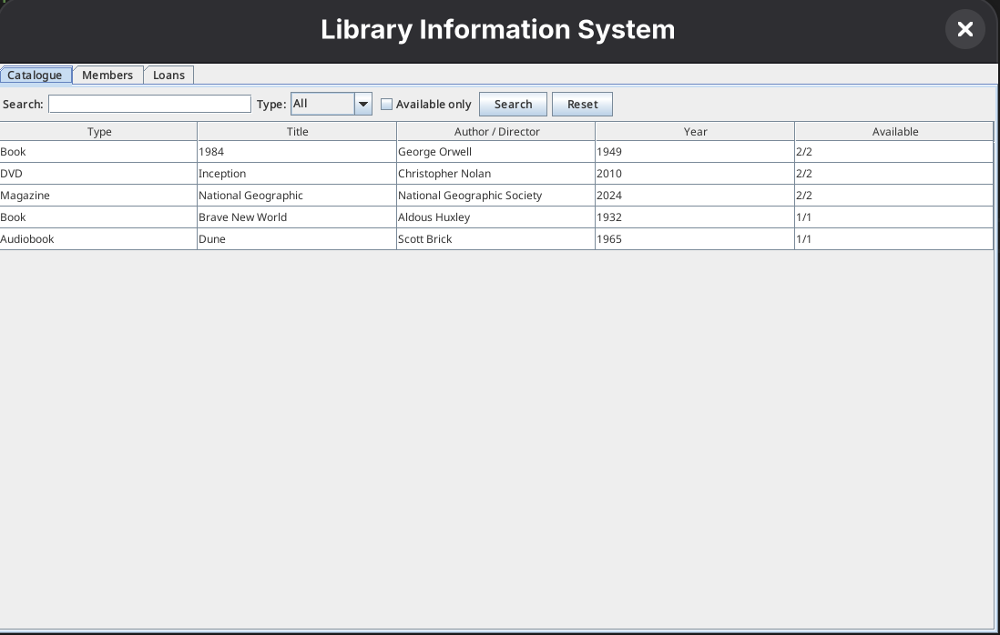 Library Information System
Catalogue Members Loans
Search: Type: All Available only Search Reset
Type Title Author / Director Year Available
Book 1984 George Orwell 1949 2/2
DVD Inception Christopher Nolan 2010 2/2
Magazine National Geographic National Geographic Society 2024 2/2
Book Brave New World Aldous Huxley 1932 1/1
Audiobook Dune Scott Brick 1965 1/1